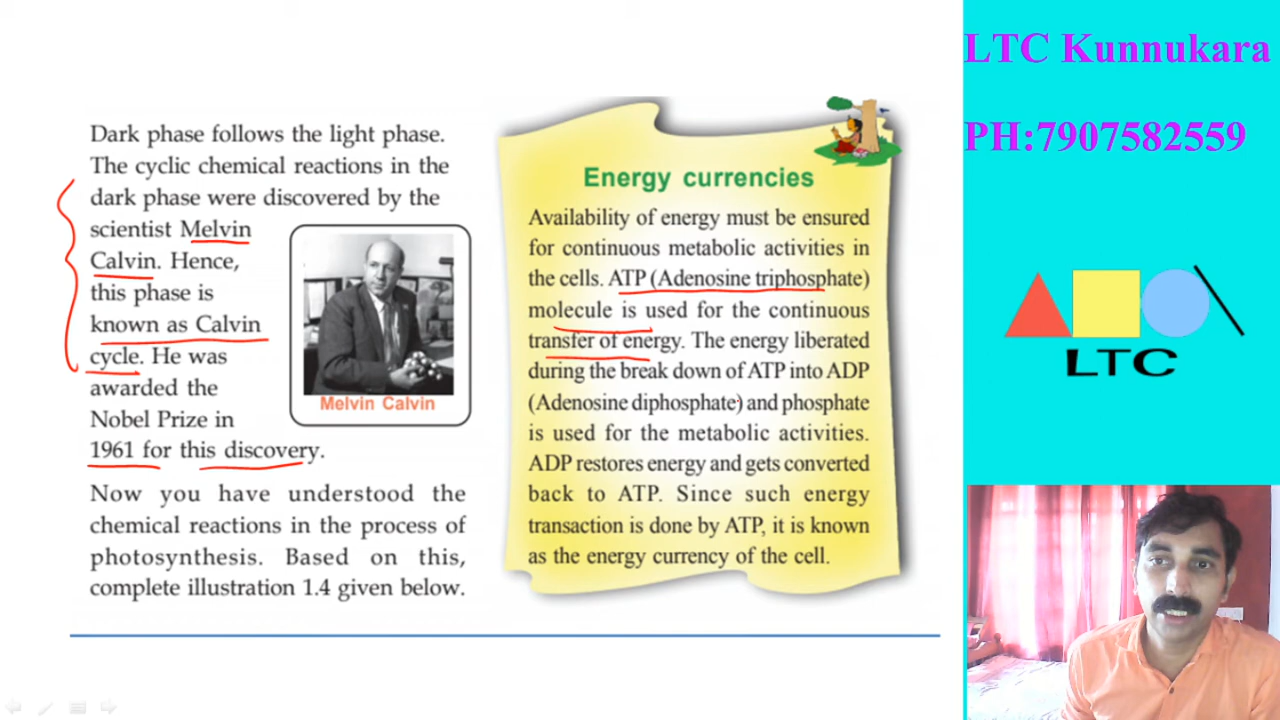 Dark phase follows the light phase.
The cyclic chemical reactions in the
dark phase were discovered by the
scientist Melvin
Calvin. Hence,
this phase is
known as Calvin
cycle. He was
awarded the
Nobel Prize in
1961 for this discovery.
Melvin Calvin
Now you have understood the
chemical reactions in the process of
photosynthesis. Based on this,
complete illustration 1.4 given below.
Energy currencies
Availability of energy must be ensured
for continuous metabolic activities in
the cells. ATP (Adenosine triphosphate)
molecule is used for the continuous
transfer of energy. The energy liberated
during the break down of ATP into ADP
(Adenosine diphosphate) and phosphate
is used for the metabolic activities.
ADP restores energy and gets converted
back to ATP. Since such energy
transaction is done by ATP, it is known
as the energy currency of the cell.
LTC Kunnukara
PH:7907582559
LTC